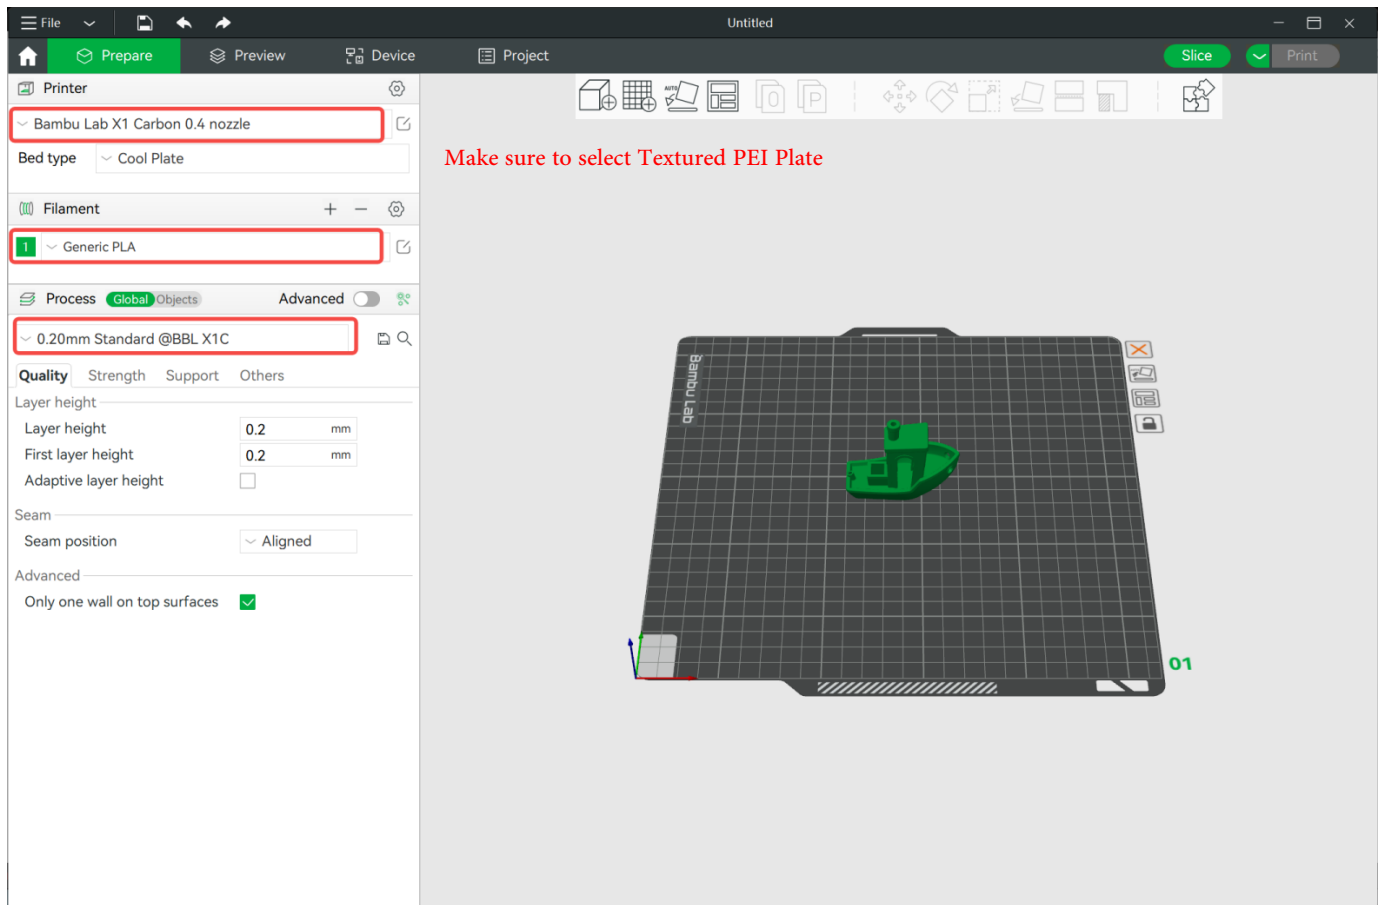 File
Untitled
Prepare
Preview
Device
Project
Slice
Print
Printer
Bambu Lab X1 Carbon 0.4 nozzle
Bed type Cool Plate
Make sure to select Textured PEI Plate
Filament
1 Generic PLA
Process Global Objects Advanced
0.20mm Standard @BBL X1C
Quality Strength Support Others
Layer height
Layer height 0.2 mm
First layer height 0.2 mm
Adaptive layer height
Seam
Seam position Aligned
Advanced
Only one wall on top surfaces
AUTO
0
P
Bambu Lab
01